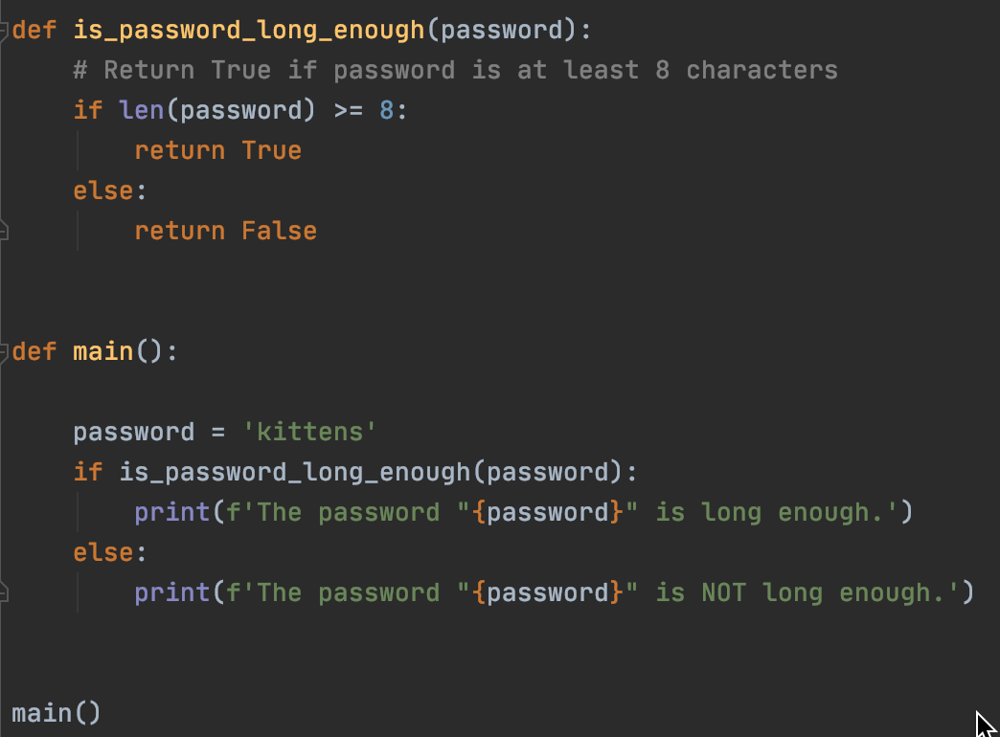 def is_password_long_enough(password):
    # Return True if password is at least 8 characters
    if len(password) >= 8:
        return True
    else:
        return False
def main():
    password = 'kittens'
    if is_password_long_enough(password):
        print(f'The password "{password}" is long enough.')
    else:
        print(f'The password "{password}" is NOT long enough.')
main()